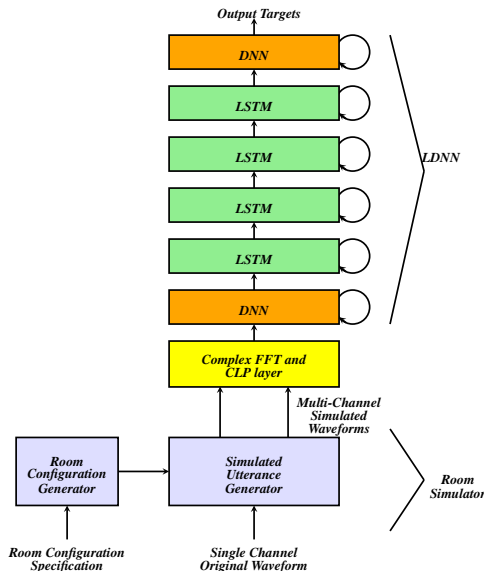 Output Targets
DNN
LSTM
LSTM
LDNN
LSTM
LSTM
DNN
Complex FFT and
CLP layer
Multi-Channel
Simulated
Waveforms
Room
Configuration
Generator
Simulated
Utterance
Generator
Room
Simulator
Room Configuration
Specification
Single Channel
Original Waveform